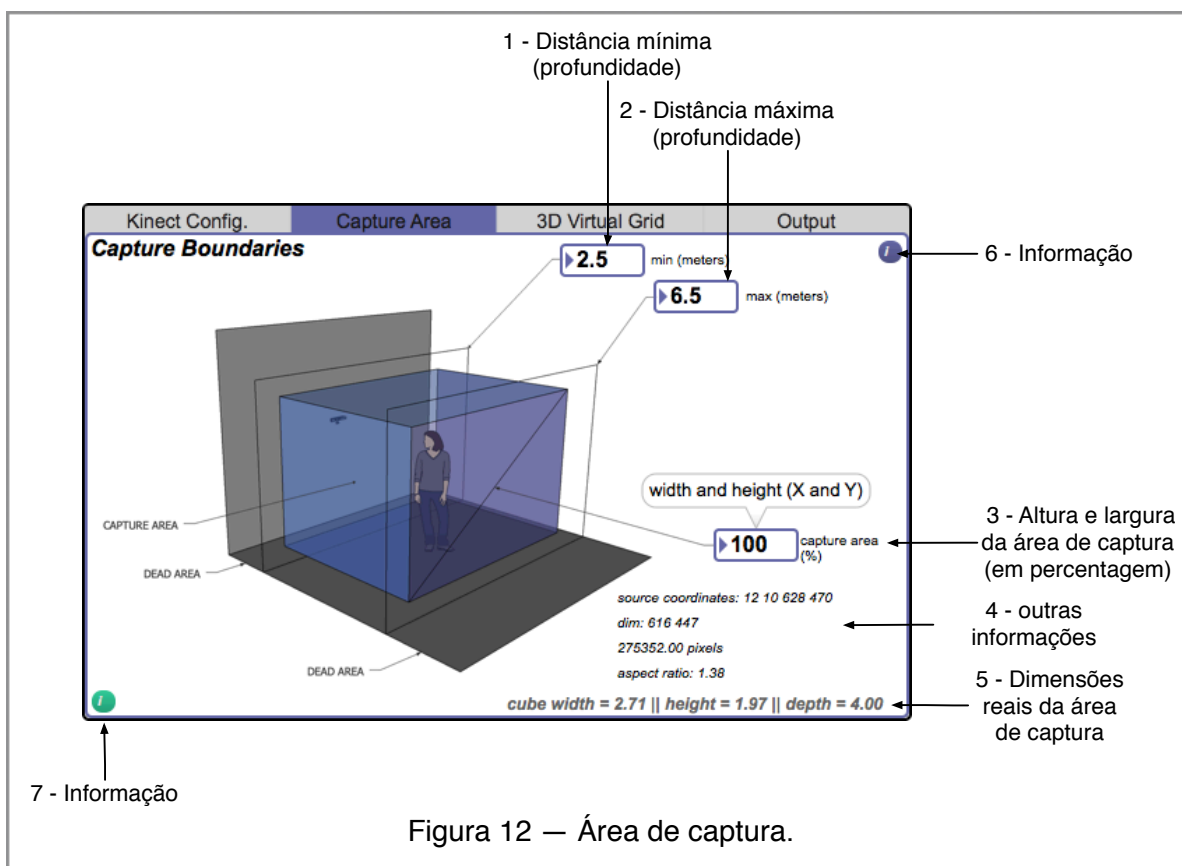 1 - Distância mínima
(profundidade)
2 - Distância máxima
(profundidade)
Kinect Config.
Capture Area
3D Virtual Grid
Output
Capture Boundaries
2.5
min (meters)
i
6 - Informação
6.5
max (meters)
width and height (X and Y)
CAPTURE AREA
100
capture area
(%)
3 - Altura e largura
da área de captura
(em percentagem)
DEAD AREA
source coordinates: 12 10 628 470
dim: 616 447
4 - outras
informações
275352.00 pixels
DEAD AREA
aspect ratio: 1.38
i
cube width = 2.71 || height = 1.97 || depth = 4.00
5 - Dimensões
reais da área
de captura
7 - Informação
Figura 12 — Área de captura.